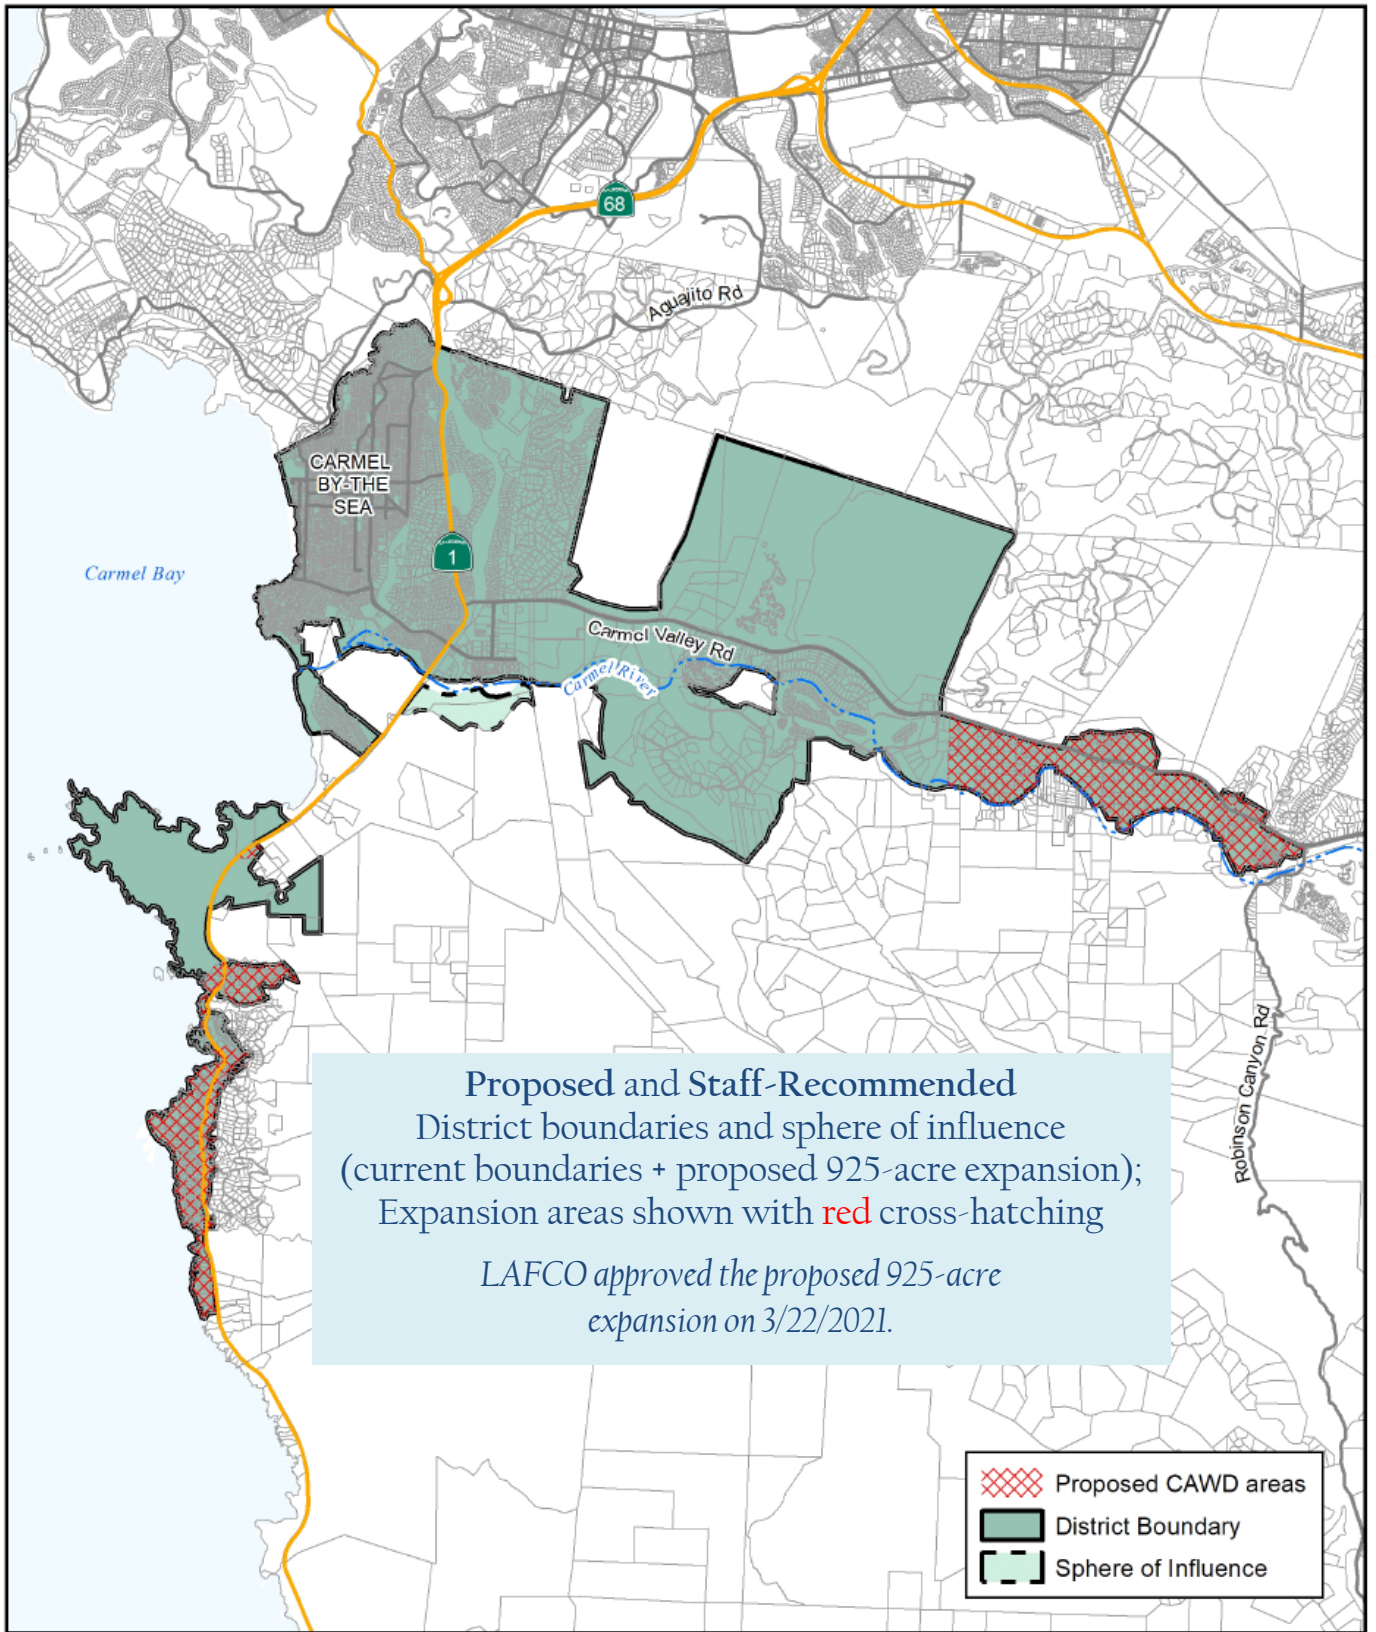 68
Aguajito Rd
CARMEL
BY-THE
SEA
1
Carmel Bay
Carmel Valley Rd
Carmel River
Robinson Canyon Rd
Proposed and Staff-Recommended
District boundaries and sphere of influence
(current boundaries + proposed 925-acre expansion);
Expansion areas shown with red cross-hatching
LAFCO approved the proposed 925-acre
expansion on 3/22/2021.
Proposed CAWD areas
District Boundary
Sphere of Influence